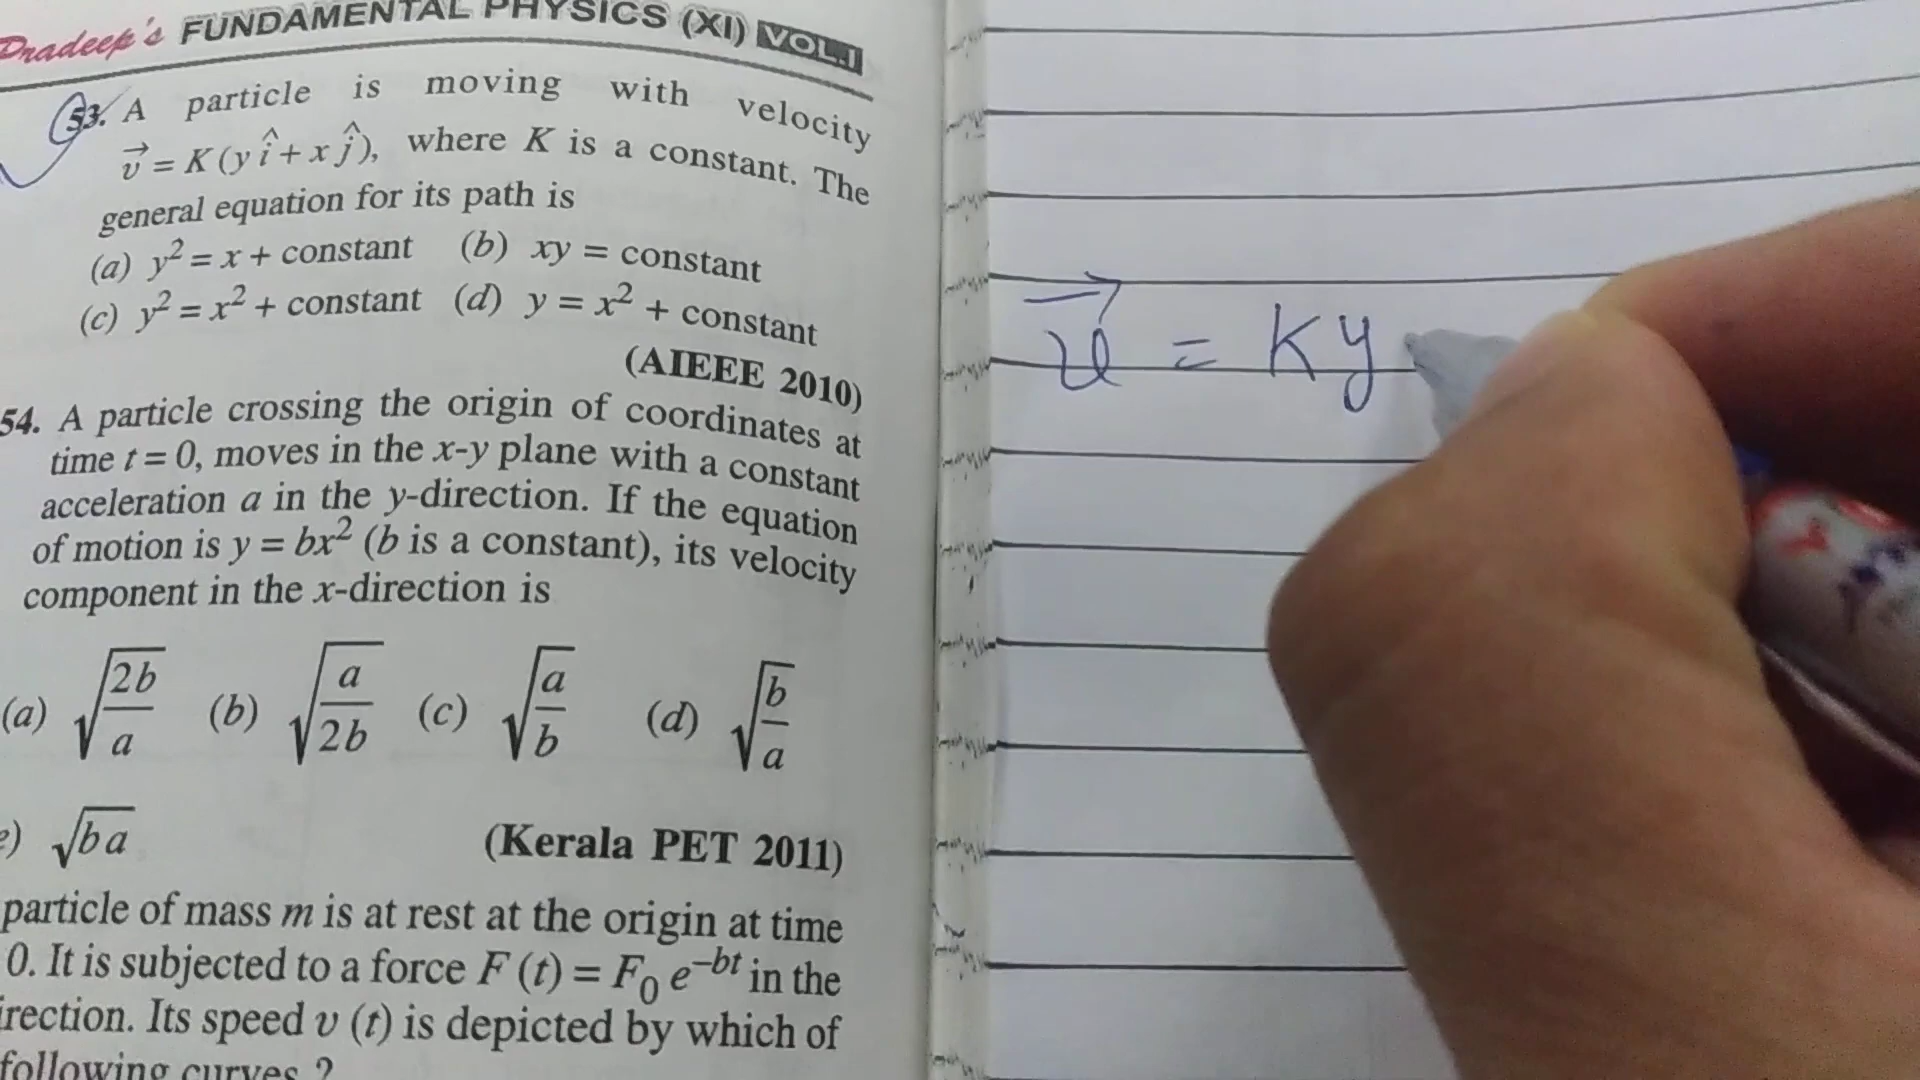 Pradeep's FUNDAMENTAL PHYSICS (XI) VOL.I
53. A particle is moving with velocity
v⃗ = K (y î + x ĵ), where K is a constant. The
general equation for its path is
(a) y² = x + constant (b) xy = constant
(c) y² = x² + constant (d) y = x² + constant
(AIEEE 2010)
54. A particle crossing the origin of coordinates at
time t = 0, moves in the x-y plane with a constant
acceleration a in the y-direction. If the equation
of motion is y = bx² (b is a constant), its velocity
component in the x-direction is
(a) √(2b/a) (b) √(a/2b) (c) √(a/b) (d) √(b/a)
e) √ba (Kerala PET 2011)
particle of mass m is at rest at the origin at time
0. It is subjected to a force F (t) = F₀ e^(–bt) in the
irection. Its speed v (t) is depicted by which of
following curves ?
v⃗ = Ky